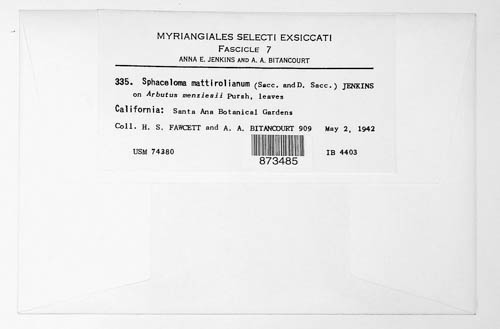 MYRIANGIALES SELECTI EXSICCATI
FASCICLE 7
ANNA E. JENKINS AND A. A. BITANCOURT
335. Sphaceloma mattirolianum (Sacc. and D. Sacc.) JENKINS
on Arbutus menziesii Pursh, leaves
California: Santa Ana Botanical Gardens
Coll. H. S. FAWCETT and A. A. BITANCOURT 909 May 2, 1942
USM 74380 873485 IB 4403